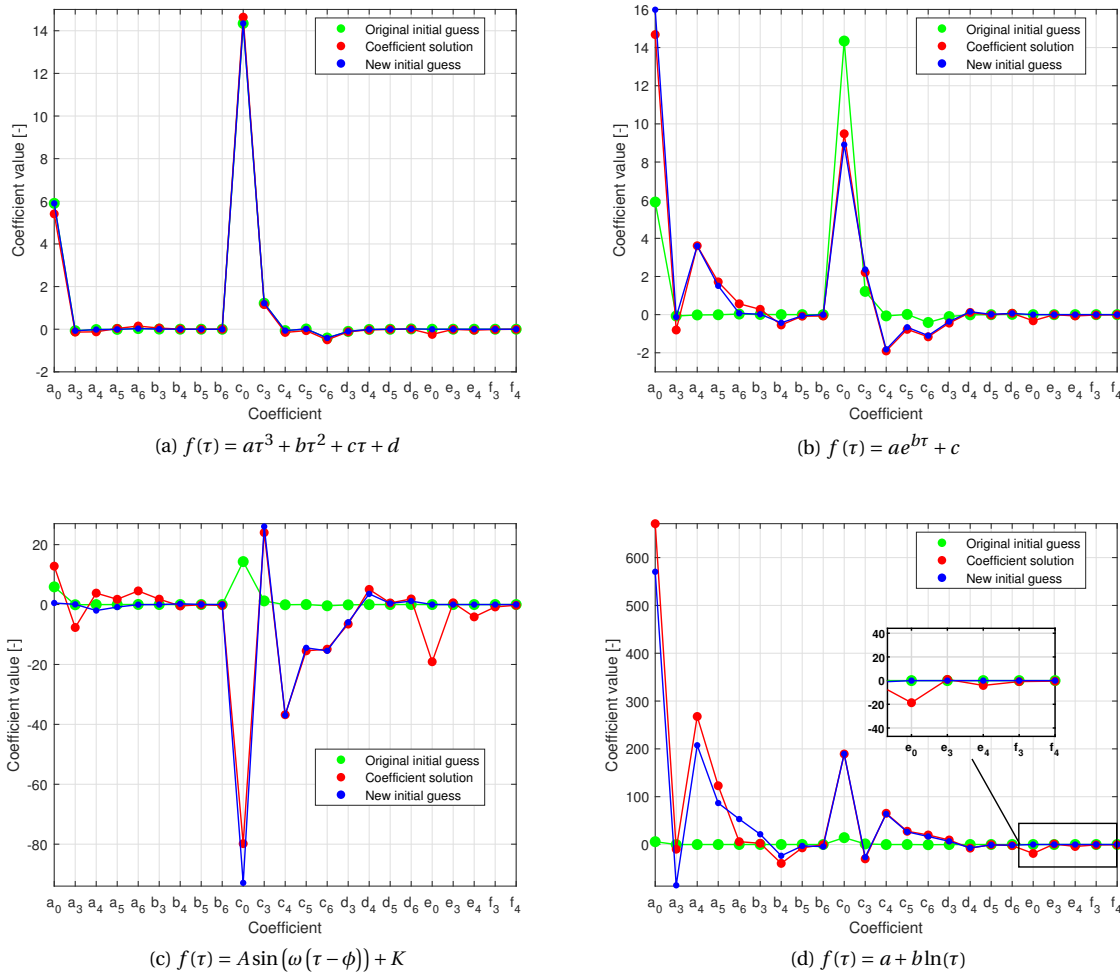 Original initial guess
Coefficient solution
New initial guess
14
12
10
8
6
4
2
0
-2
Coefficient value [-]
a₀ a₃ a₄ a₅ a₆ b₃ b₄ b₅ b₆ c₀ c₃ c₄ c₅ c₆ d₃ d₄ d₅ d₆ e₀ e₃ e₄ f₃ f₄
Coefficient
(a) f(τ) = aτ³ + bτ² + cτ + d
Original initial guess
Coefficient solution
New initial guess
16
14
12
10
8
6
4
2
0
-2
Coefficient value [-]
a₀ a₃ a₄ a₅ a₆ b₃ b₄ b₅ b₆ c₀ c₃ c₄ c₅ c₆ d₃ d₄ d₅ d₆ e₀ e₃ e₄ f₃ f₄
Coefficient
(b) f(τ) = ae^{bτ} + c
20
0
-20
-40
-60
-80
Coefficient value [-]
Original initial guess
Coefficient solution
New initial guess
a₀ a₃ a₄ a₅ a₆ b₃ b₄ b₅ b₆ c₀ c₃ c₄ c₅ c₆ d₃ d₄ d₅ d₆ e₀ e₃ e₄ f₃ f₄
Coefficient
(c) f(τ) = A sin(ω(τ − ϕ)) + K
Original initial guess
Coefficient solution
New initial guess
600
500
400
300
200
100
0
Coefficient value [-]
40
20
0
-20
-40
e₀ e₃ e₄ f₃ f₄
a₀ a₃ a₄ a₅ a₆ b₃ b₄ b₅ b₆ c₀ c₃ c₄ c₅ c₆ d₃ d₄ d₅ d₆ e₀ e₃ e₄ f₃ f₄
Coefficient
(d) f(τ) = a + b ln(τ)